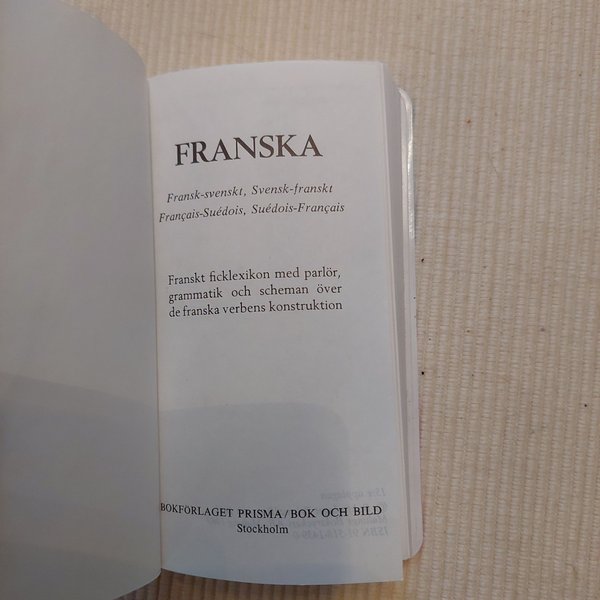 FRANSKA
Fransk-svenskt, Svensk-franskt
Français-Suédois, Suédois-Français
Franskt ficklexikon med parlör,
grammatik och scheman över
de franska verbens konstruktion
BOKFÖRLAGET PRISMA/BOK OCH BILD
Stockholm